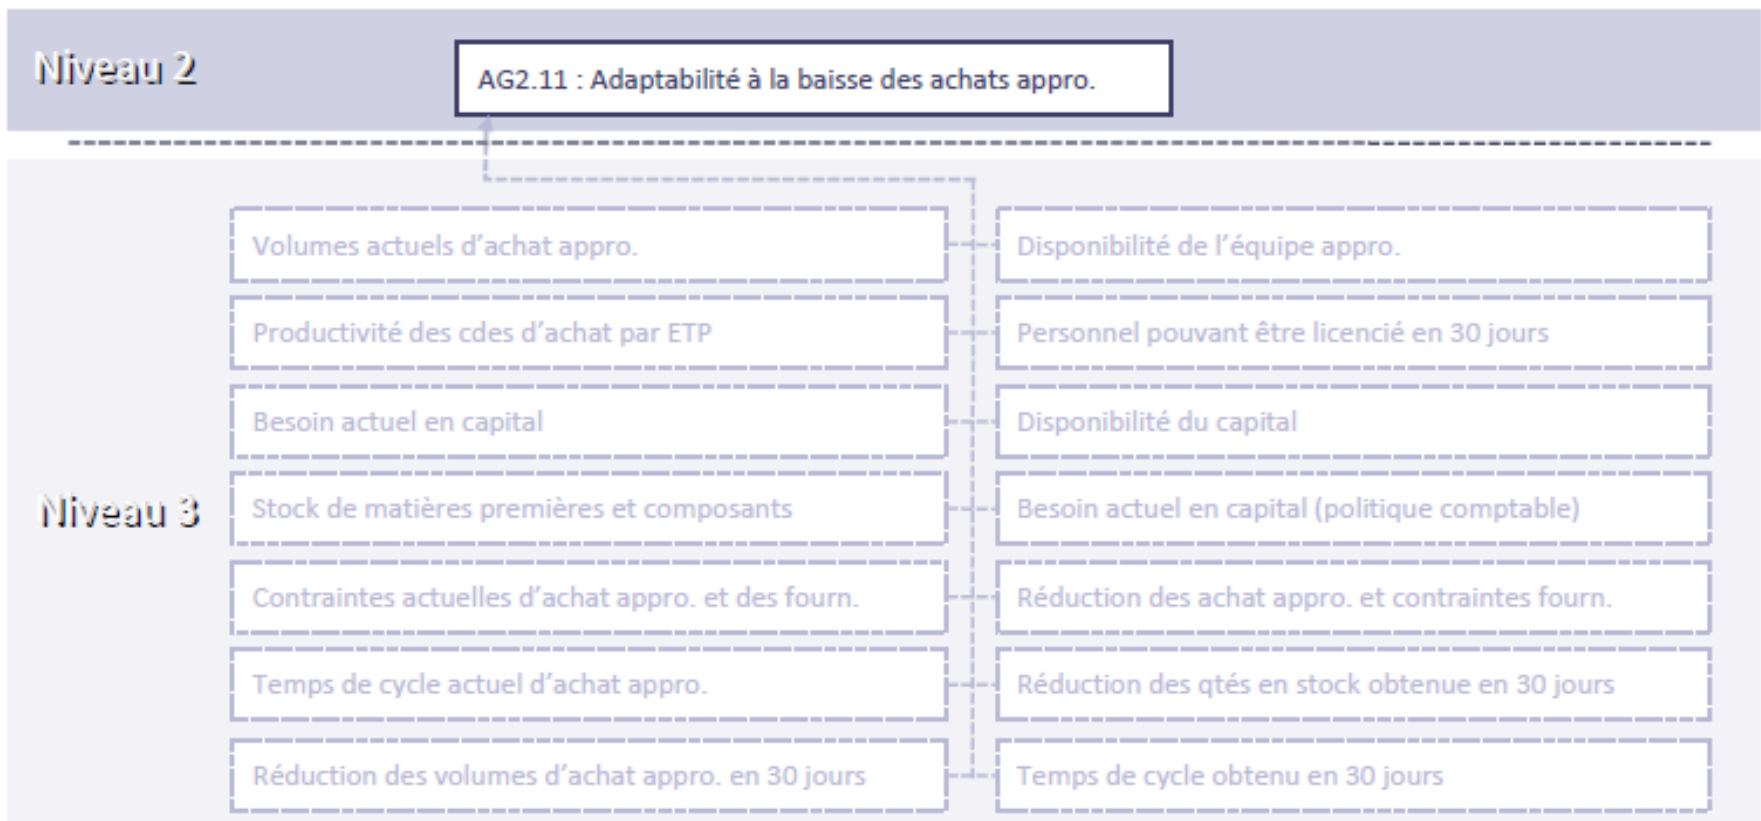 Niveau 2
AG2.11 : Adaptabilité à la baisse des achats appro.
Volumes actuels d'achat appro.
Disponibilité de l'équipe appro.
Productivité des cdes d'achat par ETP
Personnel pouvant être licencié en 30 jours
Besoin actuel en capital
Disponibilité du capital
Niveau 3
Stock de matières premières et composants
Besoin actuel en capital (politique comptable)
Contraintes actuelles d'achat appro. et des fourn.
Réduction des achat appro. et contraintes fourn.
Temps de cycle actuel d'achat appro.
Réduction des qtés en stock obtenue en 30 jours
Réduction des volumes d'achat appro. en 30 jours
Temps de cycle obtenu en 30 jours